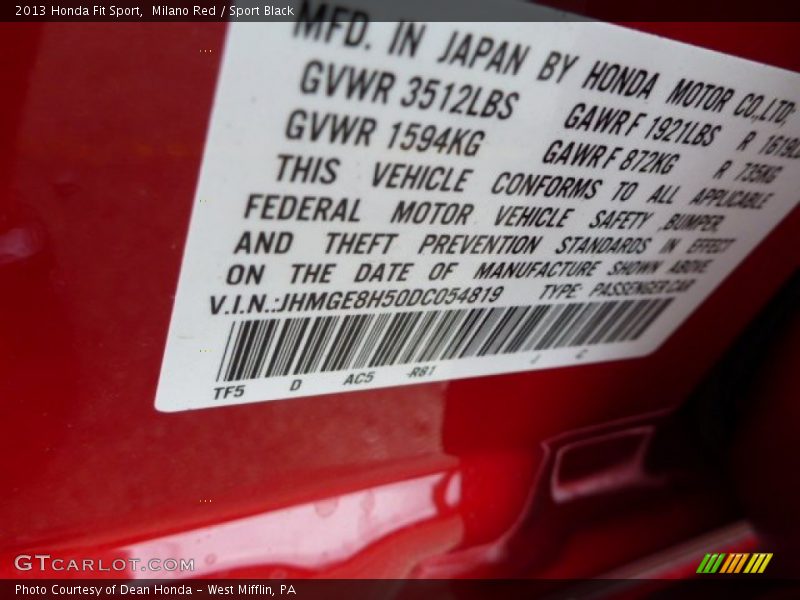 2013 Honda Fit Sport, Milano Red / Sport Black
MFD. IN JAPAN BY HONDA MOTOR CO.,LTD;
GVWR 3512LBS GAWR F 1921LBS R 1619LB
GVWR 1594KG GAWR F 872KG R 735KG
THIS VEHICLE CONFORMS TO ALL APPLICABLE
FEDERAL MOTOR VEHICLE SAFETY ,BUMPER,
AND THEFT PREVENTION STANDARDS IN EFFECT
ON THE DATE OF MANUFACTURE SHOWN ABOVE
V.I.N.:JHMGE8H50DC054819 TYPE: PASSENGER CAR
TF5 D AC5 -R81 J C
GTCARLOT.COM
Photo Courtesy of Dean Honda - West Mifflin, PA